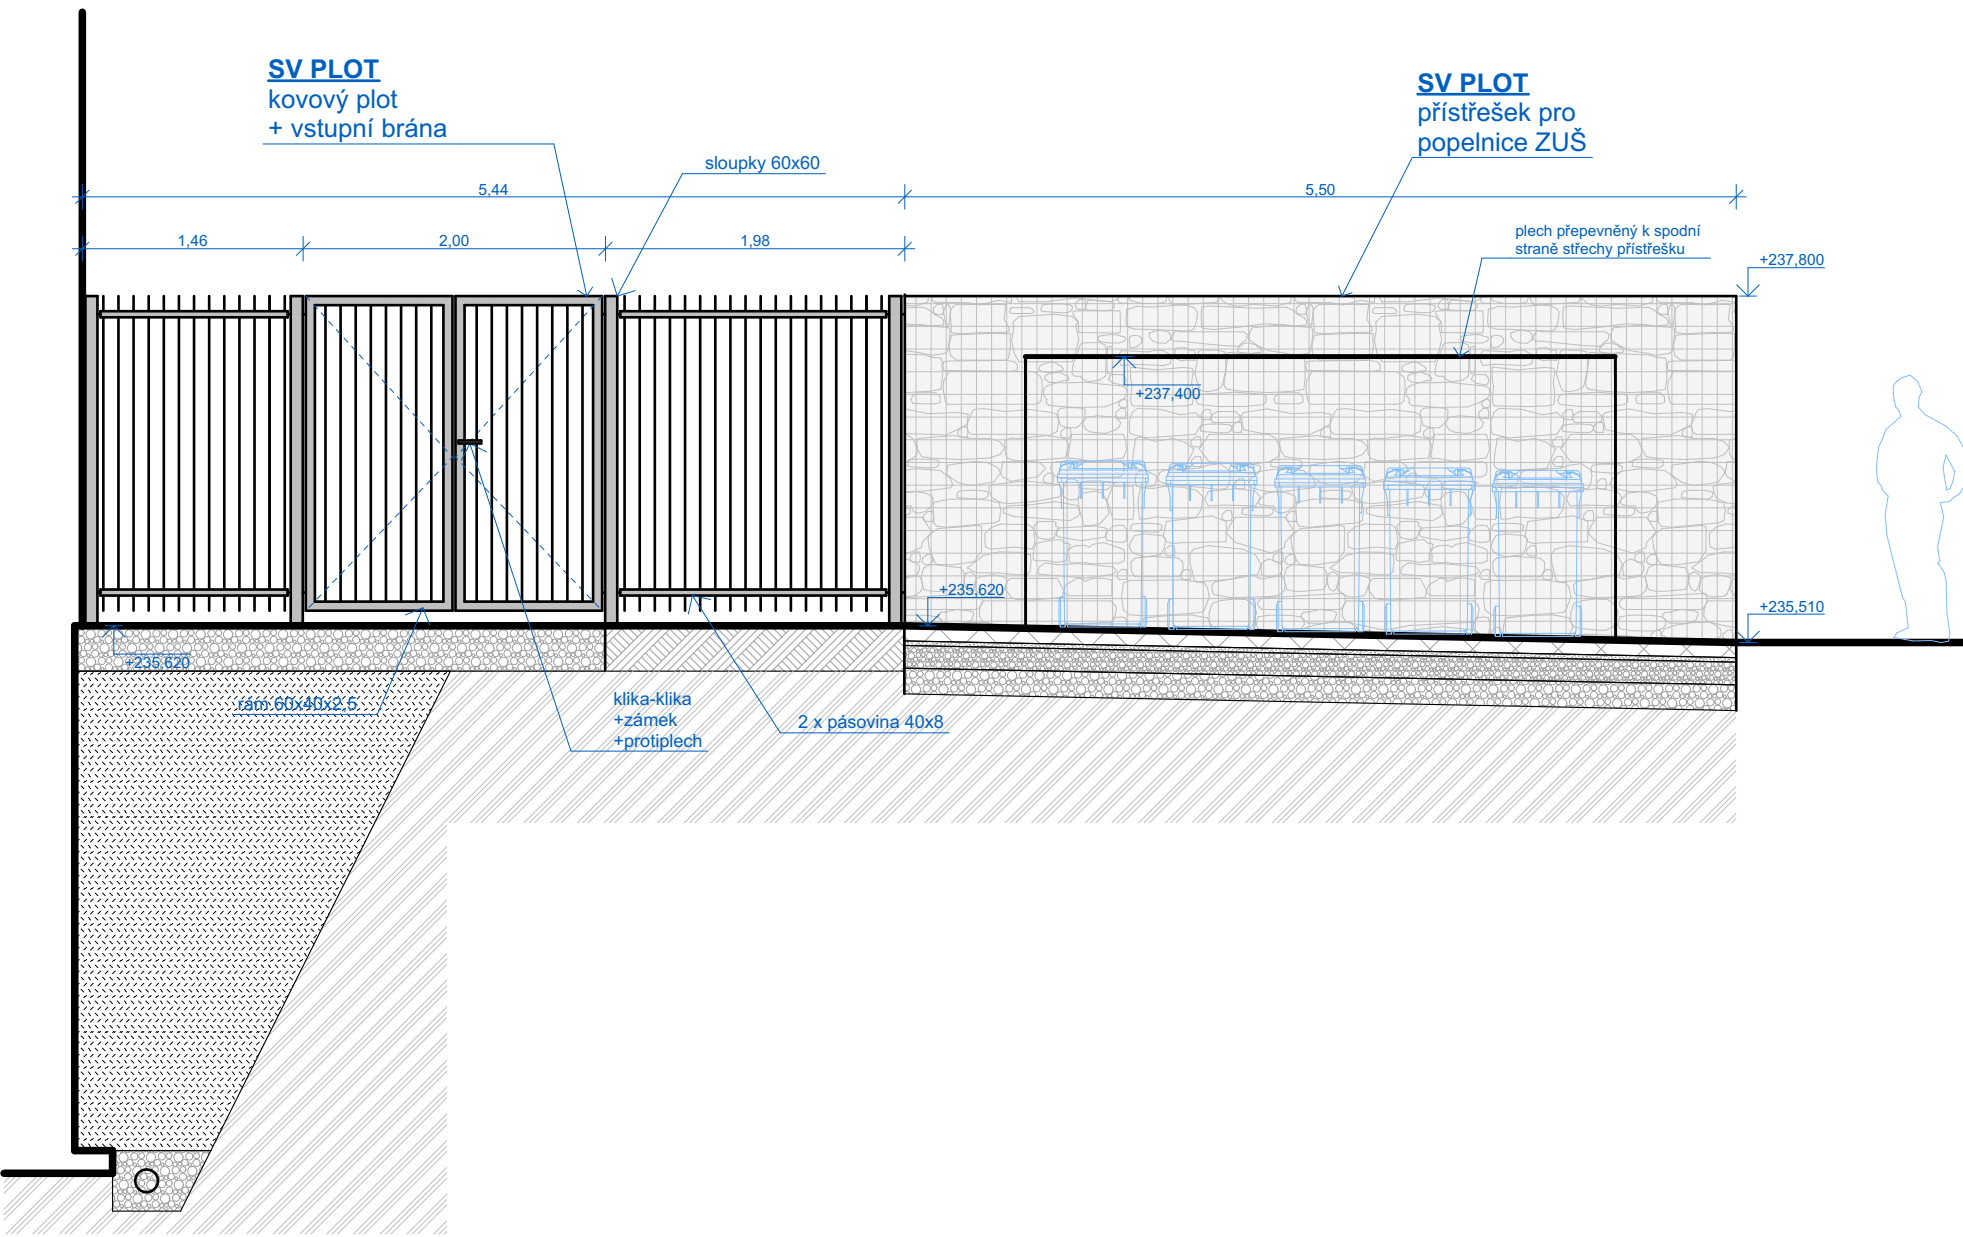 SV PLOT
kovový plot
+ vstupní brána
SV PLOT
přístřešek pro
popelnice ZUŠ
sloupky 60x60
5,44
5,50
1,46
2,00
1,98
plech přepevněný k spodní
straně střechy přístřešku
+237,800
+237,400
+235,620
+235,510
+235,620
rám 60x40x2,5
klika-klika
+zámek
+protiplech
2 x pásovina 40x8